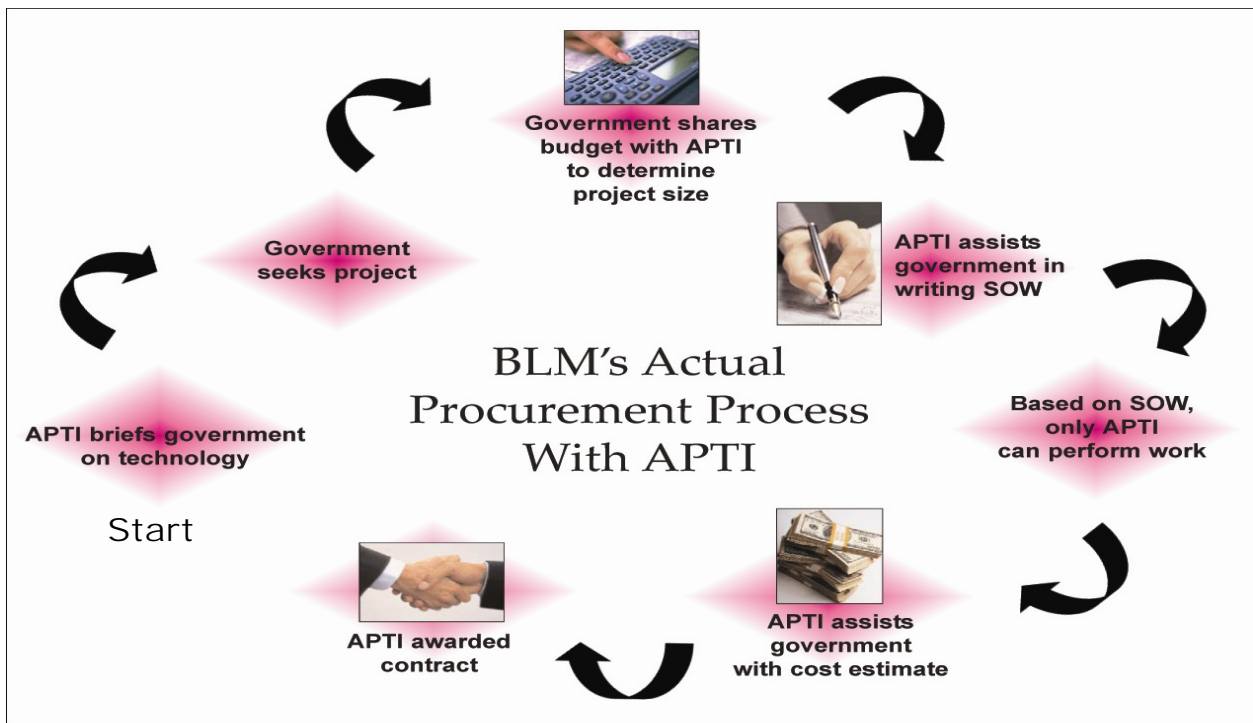 Government shares
budget with APTI
to determine
project size
Government
seeks project
APTI assists
government in
writing SOW
BLM's Actual
Procurement Process
With APTI
APTI briefs government
on technology
Start
Based on SOW,
only APTI
can perform work
APTI assists
government
with cost estimate
APTI awarded
contract